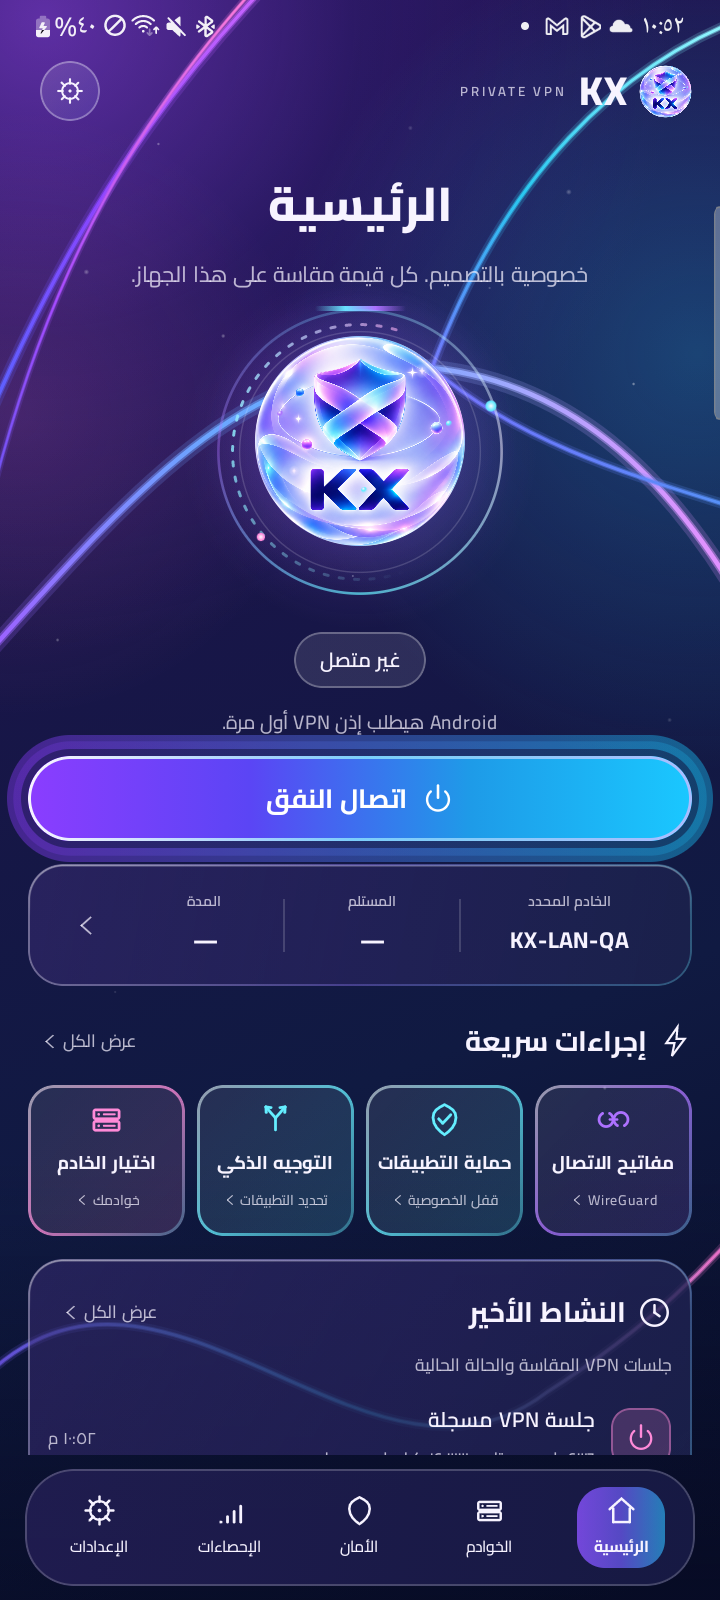 ١٠:٥٢
%٤٠
KX
KX PRIVATE VPN
الرئيسية
خصوصية بالتصميم. كل قيمة مقاسة على هذا الجهاز.
KX
غير متصل
Android هيطلب إذن VPN أول مرة.
اتصال النفق
الخادم المحدد
المستلم
المدة
KX-LAN-QA
—
—
إجراءات سريعة
عرض الكل
مفاتيح الاتصال
حماية التطبيقات
التوجيه الذكي
اختيار الخادم
WireGuard
قفل الخصوصية
تحديد التطبيقات
خوادمك
النشاط الأخير
عرض الكل
جلسات VPN المقاسة والحالة الحالية
جلسة VPN مسجلة
١٠:٥٢ م
الرئيسية
الخوادم
الأمان
الإحصاءات
الإعدادات